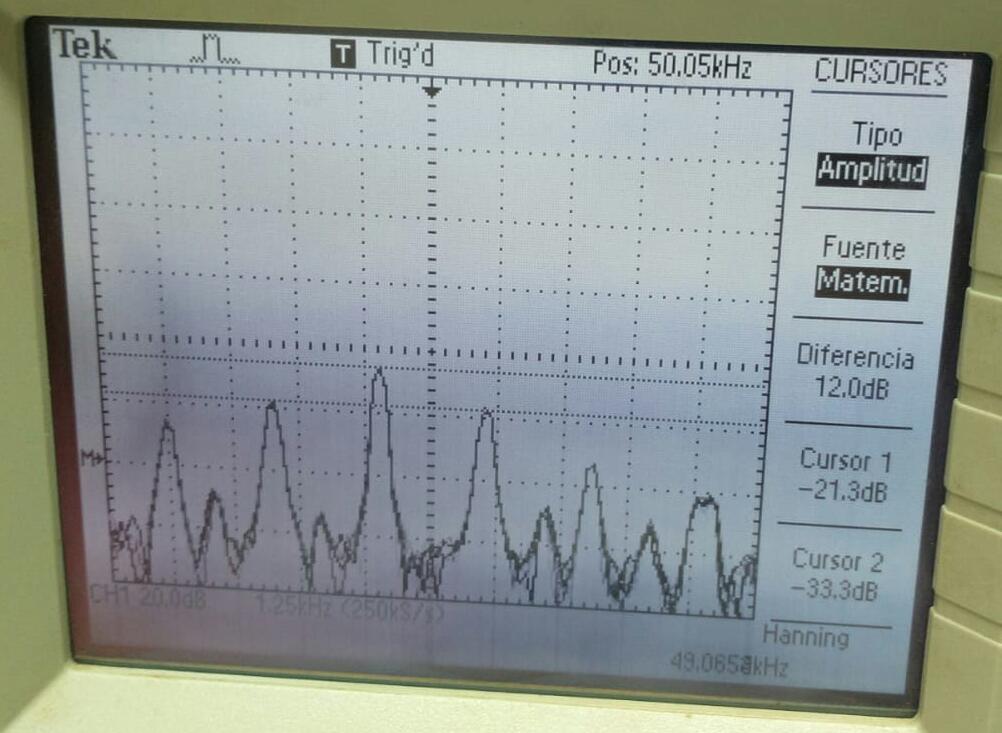 Tek T Trig'd Pos: 50.05kHz CURSORES
Tipo
Amplitud
Fuente
Matem.
Diferencia
12.0dB
M
Cursor 1
-21.3dB
Cursor 2
-33.3dB
CH1 20.0dB 1.25kHz (250kS/s) Hanning